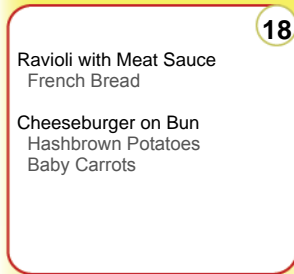 18
Ravioli with Meat Sauce
French Bread
Cheeseburger on Bun
Hashbrown Potatoes
Baby Carrots